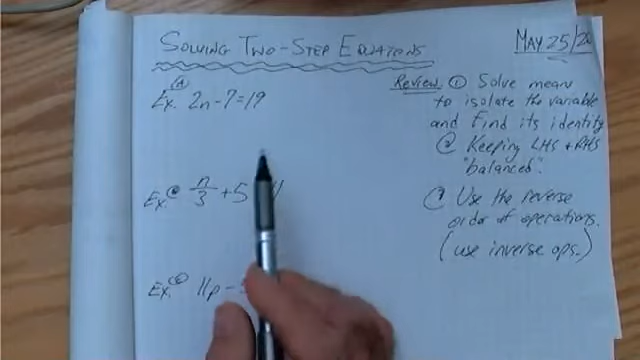 SOLVING TWO-STEP EQUATIONS
MAY 25/20
Ex. (A) 2n-7=19
Ex. n/3 +5
Ex. 11p -
Review ① Solve means
to isolate the variable
and Find its identity
② Keeping LHS + RHS
"balanced".
Use the reverse
order of operations.
(use inverse ops.)